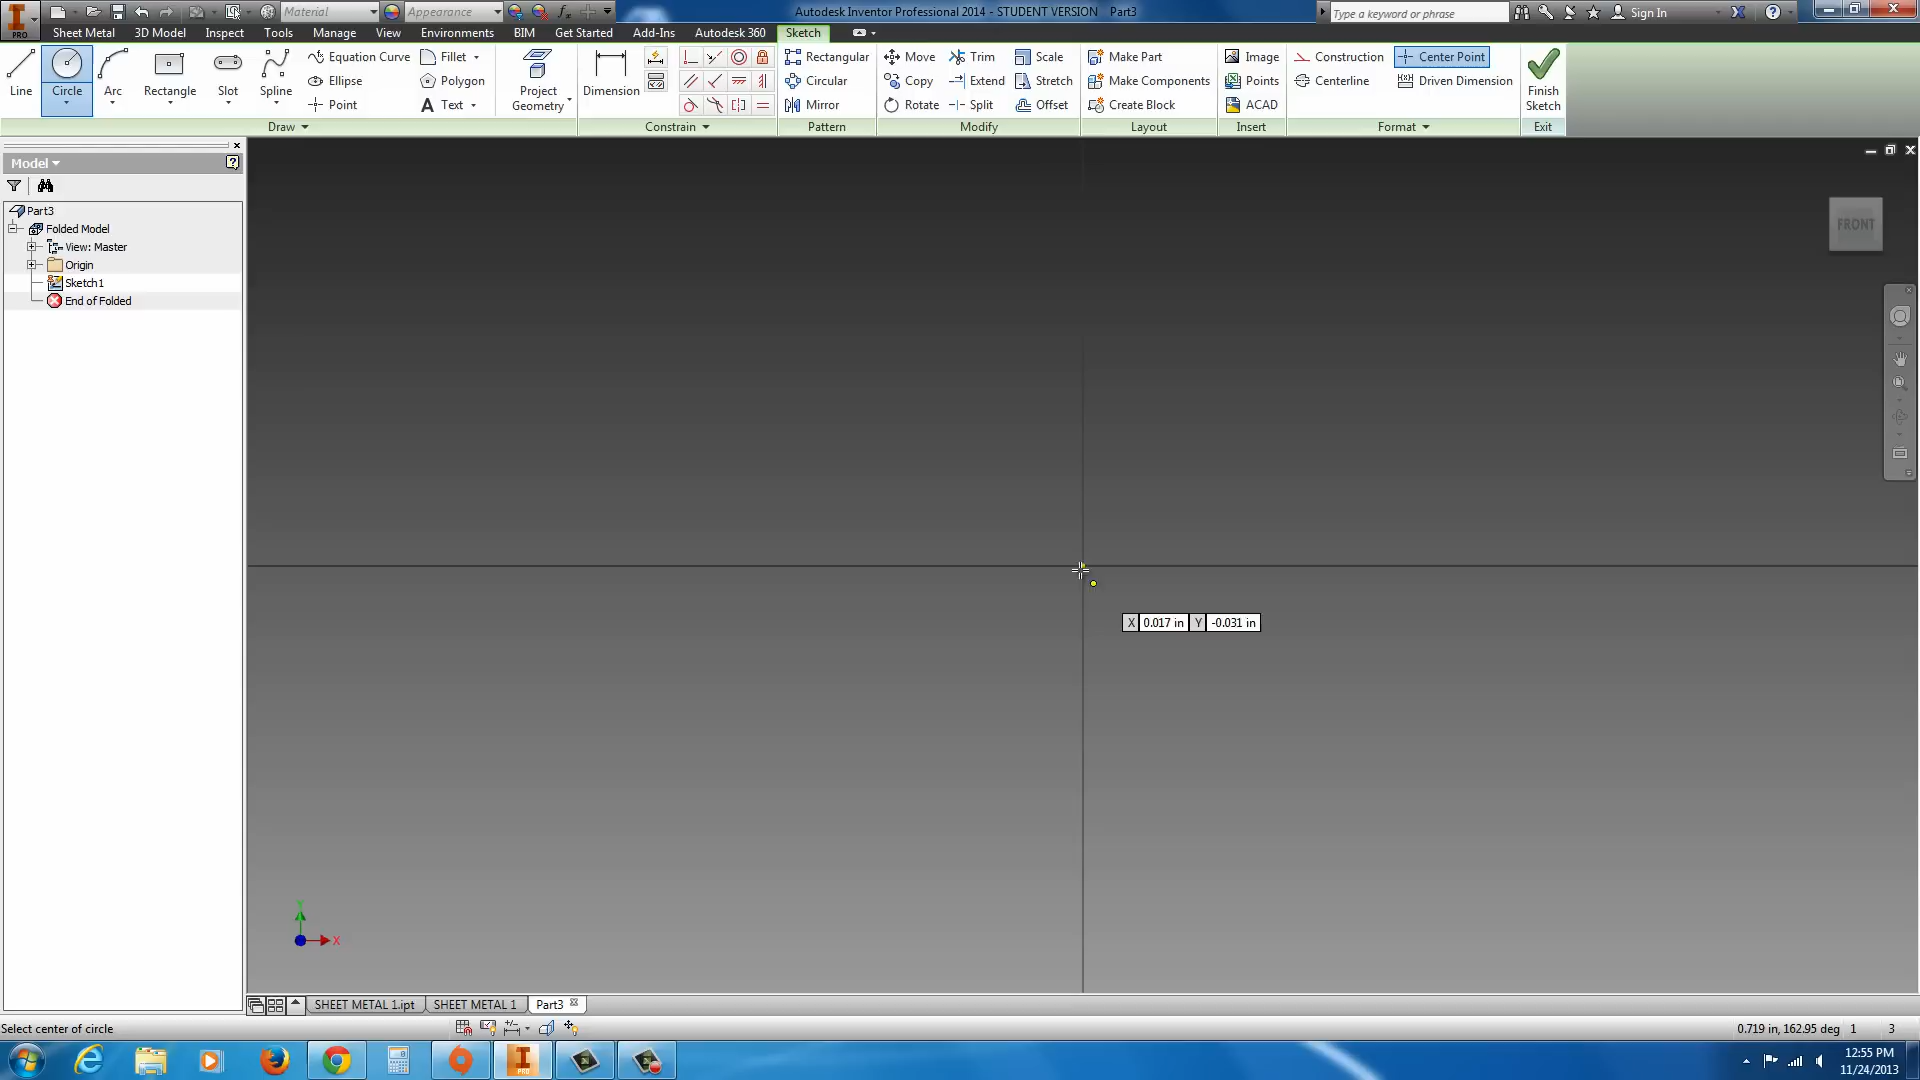 Material
Appearance
Autodesk Inventor Professional 2014 - STUDENT VERSION Part3
Type a keyword or phrase
Sign In
PRO
Sheet Metal 3D Model Inspect Tools Manage View Environments BIM Get Started Add-Ins Autodesk 360 Sketch
Line
Circle
Arc
Rectangle
Slot
Spline
Equation Curve
Ellipse
Point
Fillet
Polygon
Text
Project
Geometry
Dimension
Rectangular
Circular
Mirror
Move
Copy
Rotate
Trim
Extend
Split
Scale
Stretch
Offset
Make Part
Make Components
Create Block
Image
Points
ACAD
Construction
Centerline
Center Point
Driven Dimension
Finish
Sketch
Draw
Constrain
Pattern
Modify
Layout
Insert
Format
Exit
Model
Part3
Folded Model
View: Master
Origin
Sketch1
End of Folded
FRONT
X 0.017 in Y -0.031 in
Y
X
SHEET METAL 1.ipt SHEET METAL 1 Part3
Select center of circle
0.719 in, 162.95 deg 1 3
PRO
12:55 PM
11/24/2013